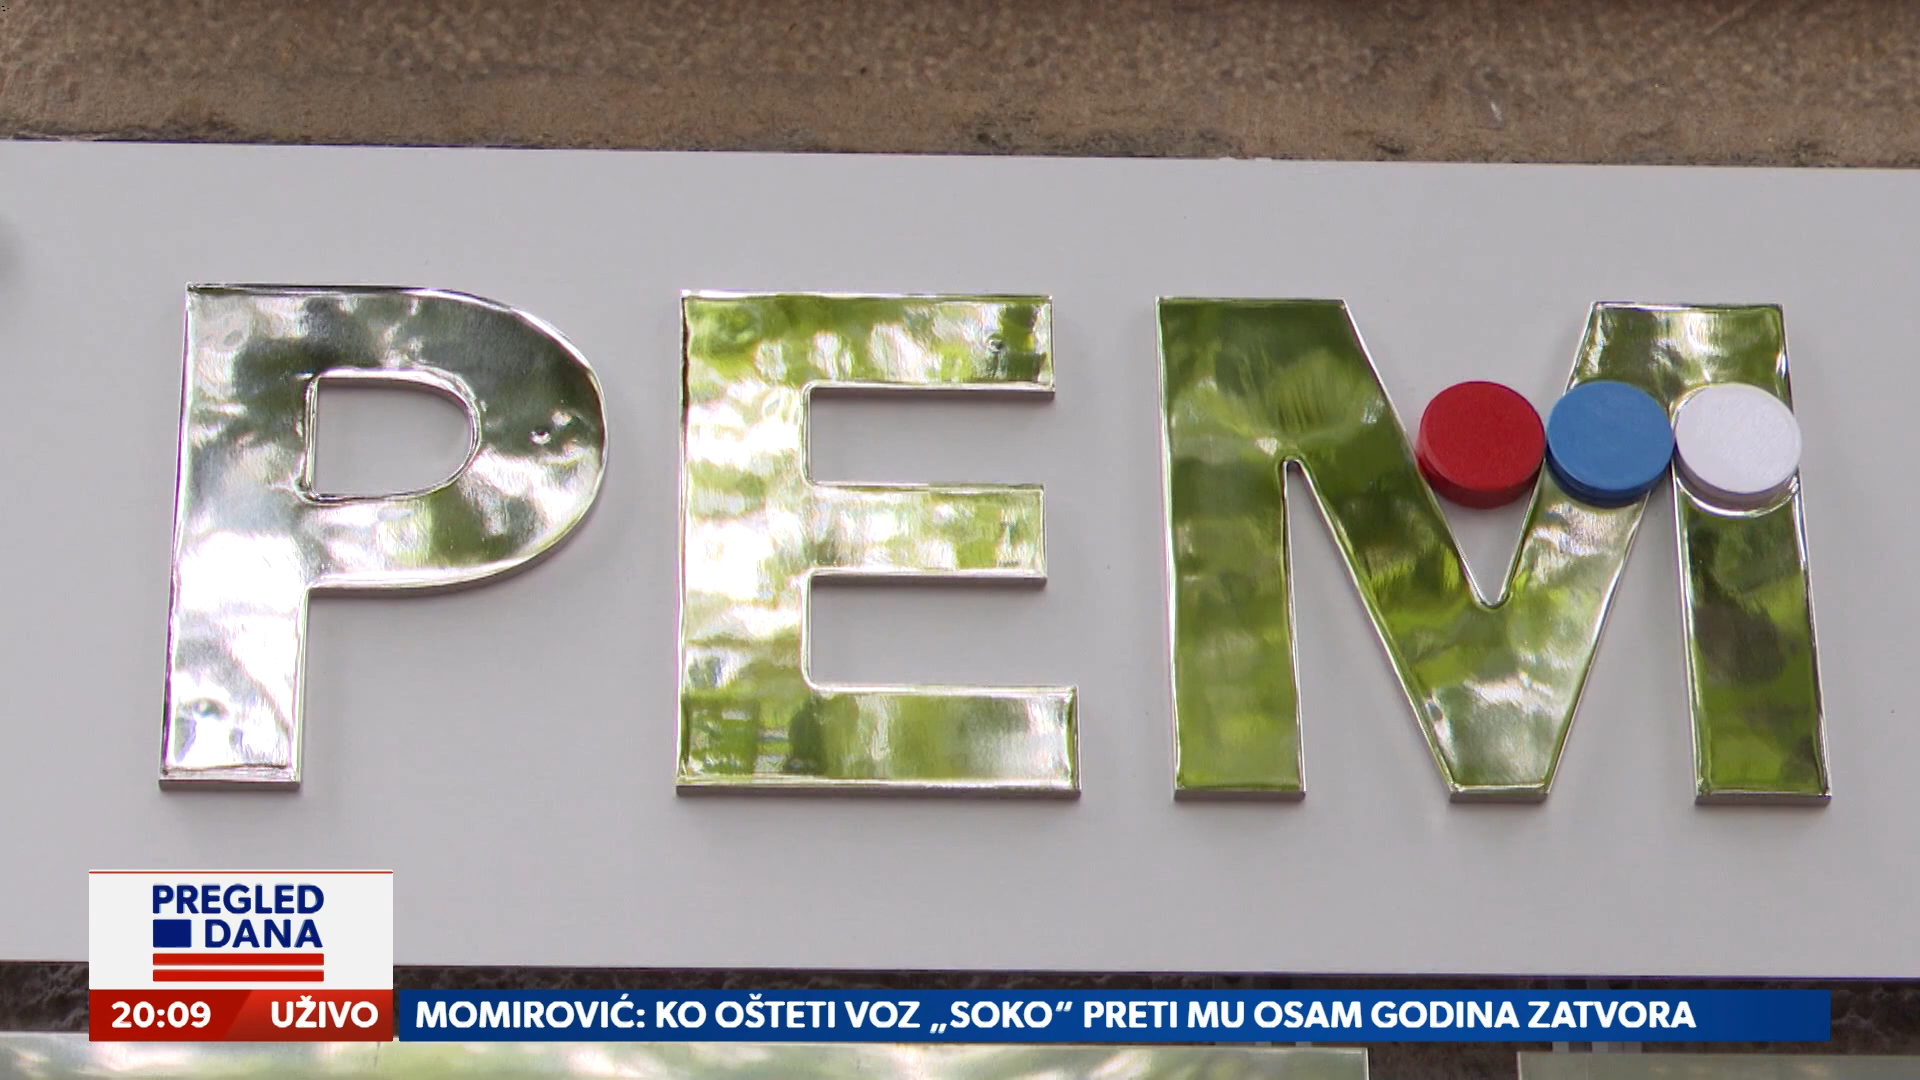 PEM
PREGLED
DANA
20:09 UŽIVO MOMIROVIĆ: KO OŠTETI VOZ „SOKO“ PRETI MU OSAM GODINA ZATVORA